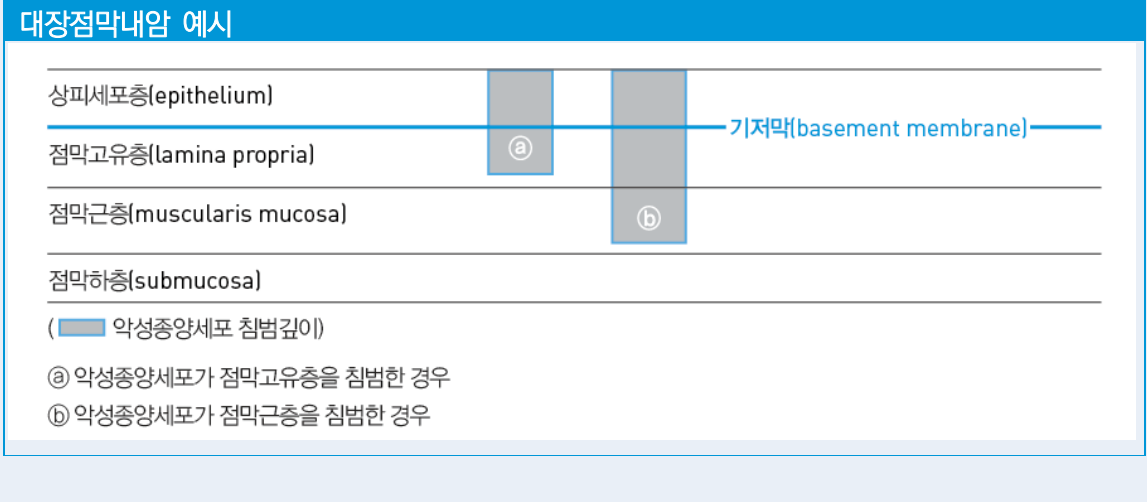 대장점막내암 예시
상피세포층(epithelium)
기저막(basement membrane)
점막고유층(lamina propria)
ⓐ
점막근층(muscularis mucosa)
ⓑ
점막하층(submucosa)
( 악성종양세포 침범깊이)
ⓐ 악성종양세포가 점막고유층을 침범한 경우
ⓑ 악성종양세포가 점막근층을 침범한 경우